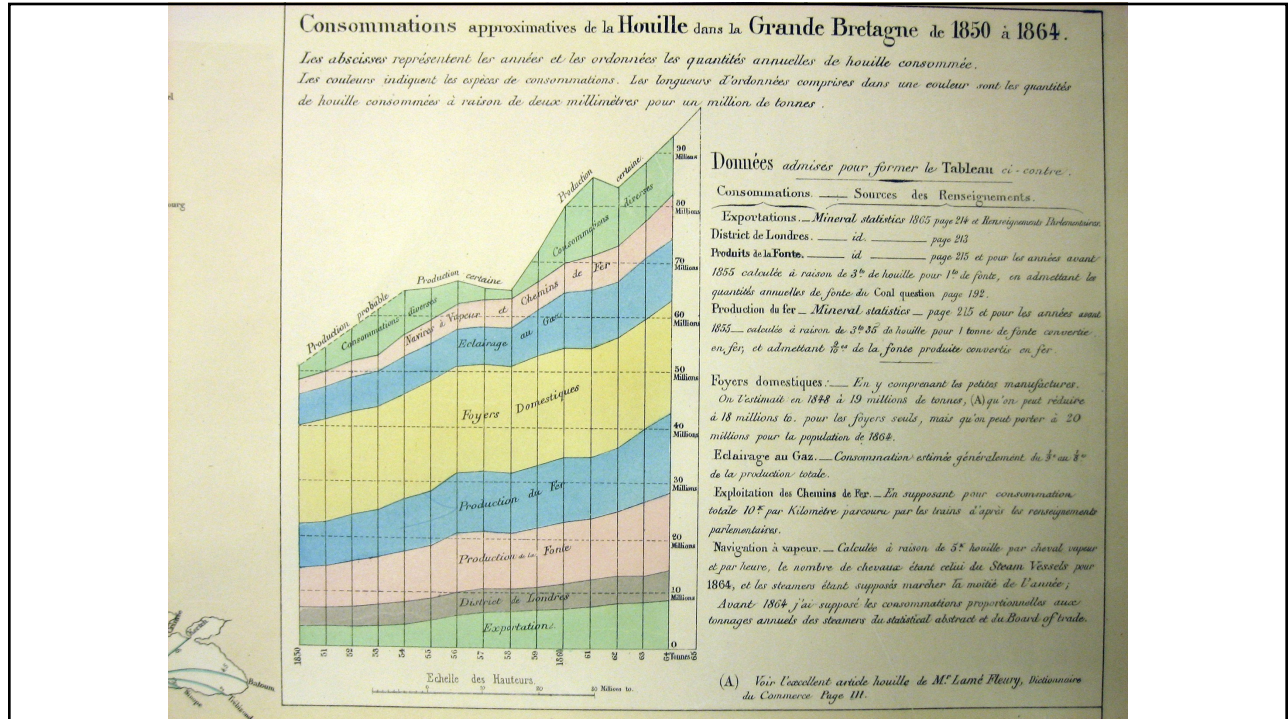 Consommations approximatives de la Houille dans la Grande Bretagne de 1850 à 1864.
Les abscisses représentent les années et les ordonnées les quantités annuelles de houille consommée.
Les couleurs indiquent les espèces de consommations. Les longueurs d'ordonnées comprises dans une couleur sont les quantités
de houille consommées à raison de deux millimètres pour un million de tonnes.
Production probable
Production certaine
Production certaine
Consommations diverses
Consommations diverses
Navires à Vapeur et Chemins de Fer
Eclairage au Gaz
Foyers Domestiques
Production du Fer
Production de la Fonte
District de Londres
Exportations.
90 Millions
80 Millions
70 Millions
60 Millions
50 Millions
40 Millions
30 Millions
20 Millions
10 Millions
0
Tonnes
1850 51 52 53 54 55 56 57 58 59 1860 61 62 63 64 65
Echelle des Hauteurs.
Million to.
Données admises pour former le Tableau ci-contre.
Consommations. Sources des Renseignements.
Exportations. _ Mineral statistics 1865 page 214 et Renseignements Parlementaires.
District de Londres. ___ id. ___ page 213
Produits de la Fonte. ___ id ___ page 215 et pour les années avant
1855 calculée à raison de 3to de houille pour 1to de fonte, en admettant les
quantités annuelles de fonte du Coal question page 192.
Production du fer _ Mineral statistics _ page 215 et pour les années avant
1855 _ calculée à raison de 3to 35 de houille pour 1 tonne de fonte convertie
en fer, et admettant de la fonte produite convertis en fer.
Foyers domestiques: _ En y comprenant les petites manufactures.
On l'estimait en 1848 à 19 millions de tonnes, (A) qu'on peut réduire
à 18 millions to. pour les foyers seuls, mais qu'on peut porter à 20
millions pour la population de 1864.
Eclairage au Gaz. _ Consommation estimée généralement du au
de la production totale.
Exploitation des Chemins de Fer. _ En supposant pour consommation
totale 10k par Kilomètre parcouru par les trains d'après les renseignements
parlementaires.
Navigation à vapeur. _ Calculée à raison de 5k houille par cheval vapeur
et par heure, le nombre de chevaux étant celui du Steam Vessels pour
1864, et les steamers étant supposés marcher la moitié de l'année;
Avant 1864 j'ai supposé les consommations proportionnelles aux
tonnages annuels des steamers du statistical abstract et du Board of trade.
(A) Voir l'excellent article houille de Mr Lamé Fleury, Dictionnaire
du Commerce Page 111.